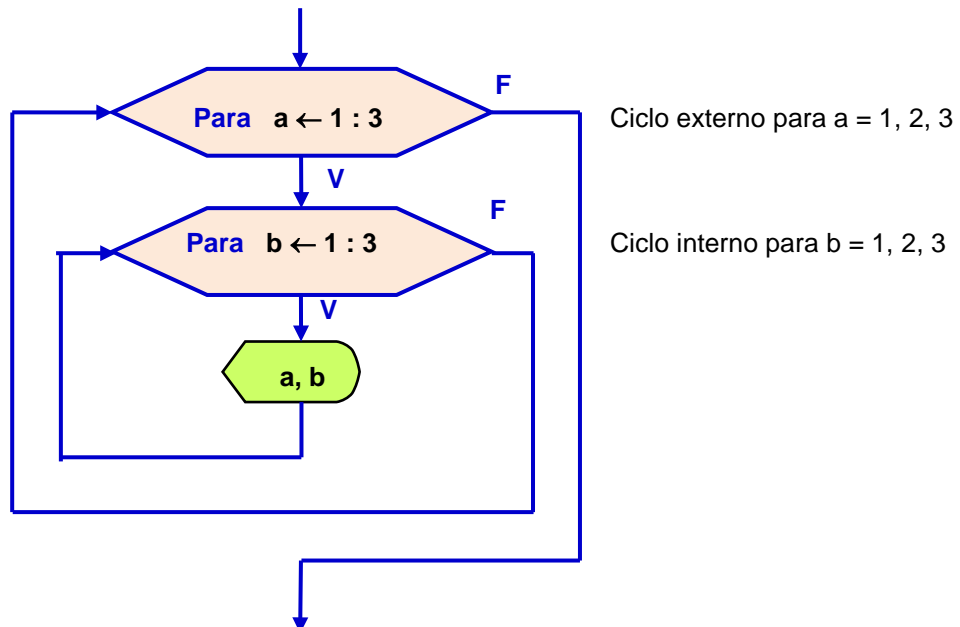 F
Para a ← 1 : 3
Ciclo externo para a = 1, 2, 3
V
F
Para b ← 1 : 3
Ciclo interno para b = 1, 2, 3
V
a, b